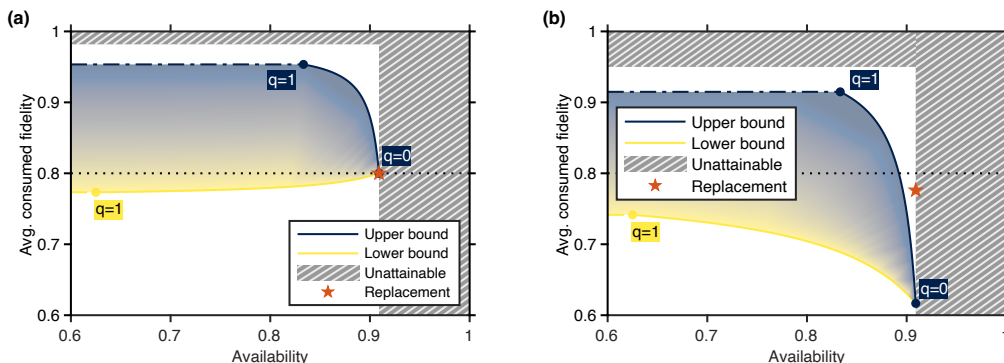 (a)
Avg. consumed fidelity
1
0.9
0.8
0.7
0.6
q=1
q=0
q=1
Upper bound
Lower bound
Unattainable
Replacement
0.6
0.7
0.8
0.9
1
Availability
(b)
Avg. consumed fidelity
1
0.9
0.8
0.7
0.6
q=1
Upper bound
Lower bound
Unattainable
Replacement
q=1
q=0
0.6
0.7
0.8
0.9
1
Availability